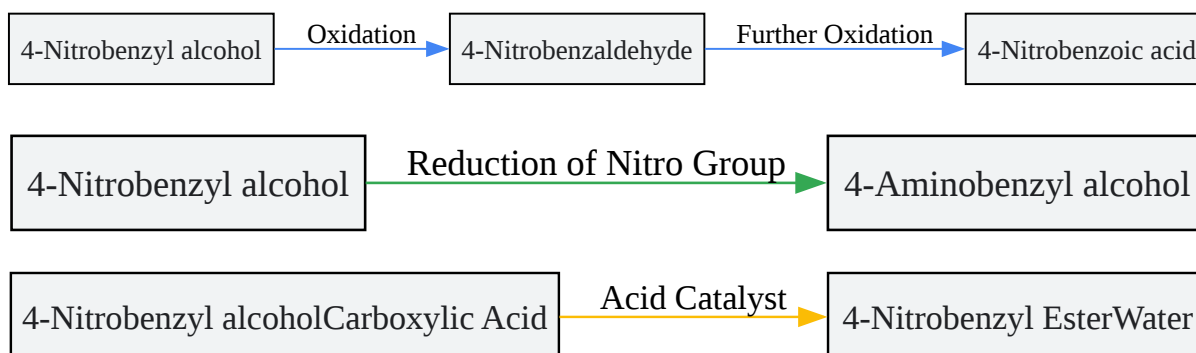 4-Nitrobenzyl alcohol Oxidation 4-Nitrobenzaldehyde Further Oxidation 4-Nitrobenzoic acid
4-Nitrobenzyl alcohol Reduction of Nitro Group 4-Aminobenzyl alcohol
4-Nitrobenzyl alcoholCarboxylic Acid Acid Catalyst 4-Nitrobenzyl EsterWater